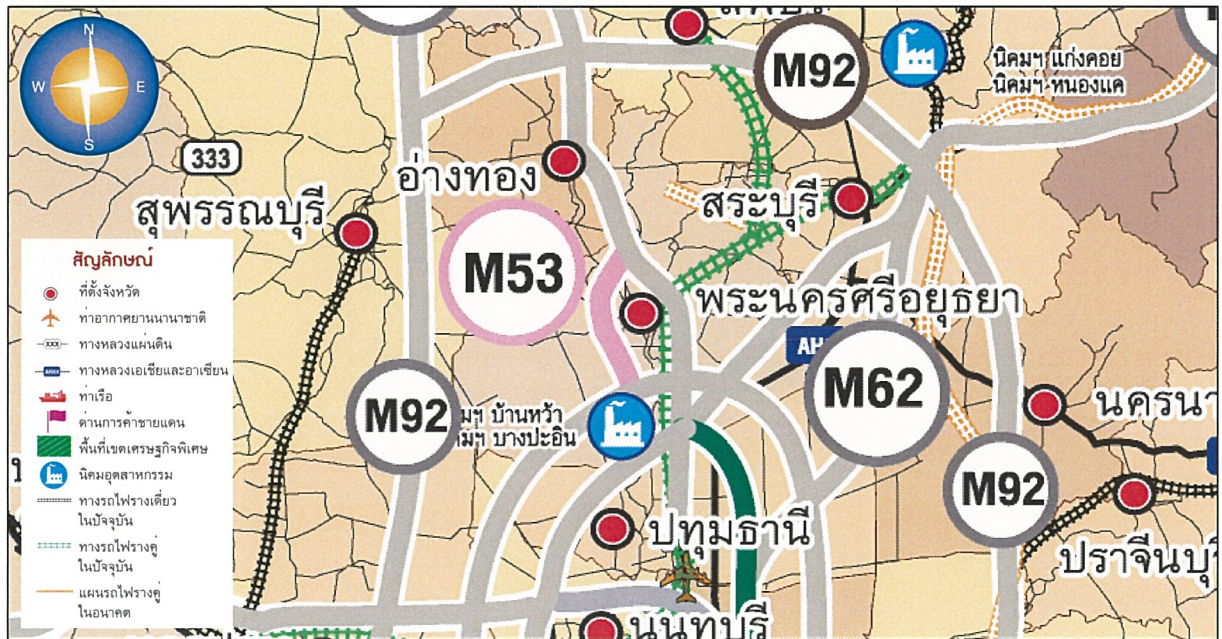 N
W
E
S
M92
นิคมฯ แก่งคอย
นิคมฯ หนองแค
333
อ่างทอง
สุพรรณบุรี
สระบุรี
M53
พระนครศรีอยุธยา
AH
M62
M92
มฯ บ้านหว้า
มฯ บางปะอิน
นครนา
M92
ปทุมธานี
ปราจีนบุรี
นนทบุรี
สัญลักษณ์
ที่ตั้งจังหวัด
ท่าอากาศยานนานาชาติ
xxx
ทางหลวงแผ่นดิน
ทางหลวงเอเชียและอาเซียน
ท่าเรือ
ด่านการค้าชายแดน
พื้นที่เขตเศรษฐกิจพิเศษ
นิคมอุตสาหกรรม
ทางรถไฟรางเดี่ยว
ในปัจจุบัน
ทางรถไฟรางคู่
ในปัจจุบัน
แผนรถไฟรางคู่
ในอนาคต